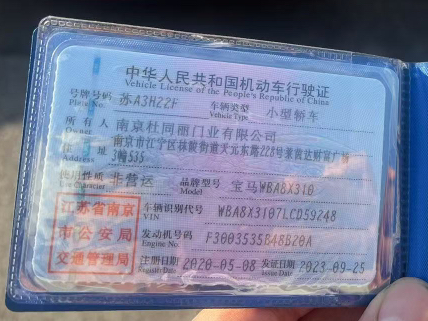 中华人民共和国机动车行驶证
Vehicle License of the People's Republic of China
号牌号码 苏A3H22F 车辆类型 小型轿车
Plate No. Vehicle Type
所有人 南京杜同丽门业有限公司
Owner
住址 南京市江宁区秣陵街道天元东路228号莱茵达财富广场
Address 3幢535
使用性质 非营运 品牌型号 宝马WBA8X310
Use Character Model
江苏省南京
市公安局
交通管理局
车辆识别代号 WBA8X3107LCD59248
VIN
发动机号码 F3003535B48B20A
Engine No.
注册日期 2020-05-08 发证日期 2023-09-25
Register Date Issue Date